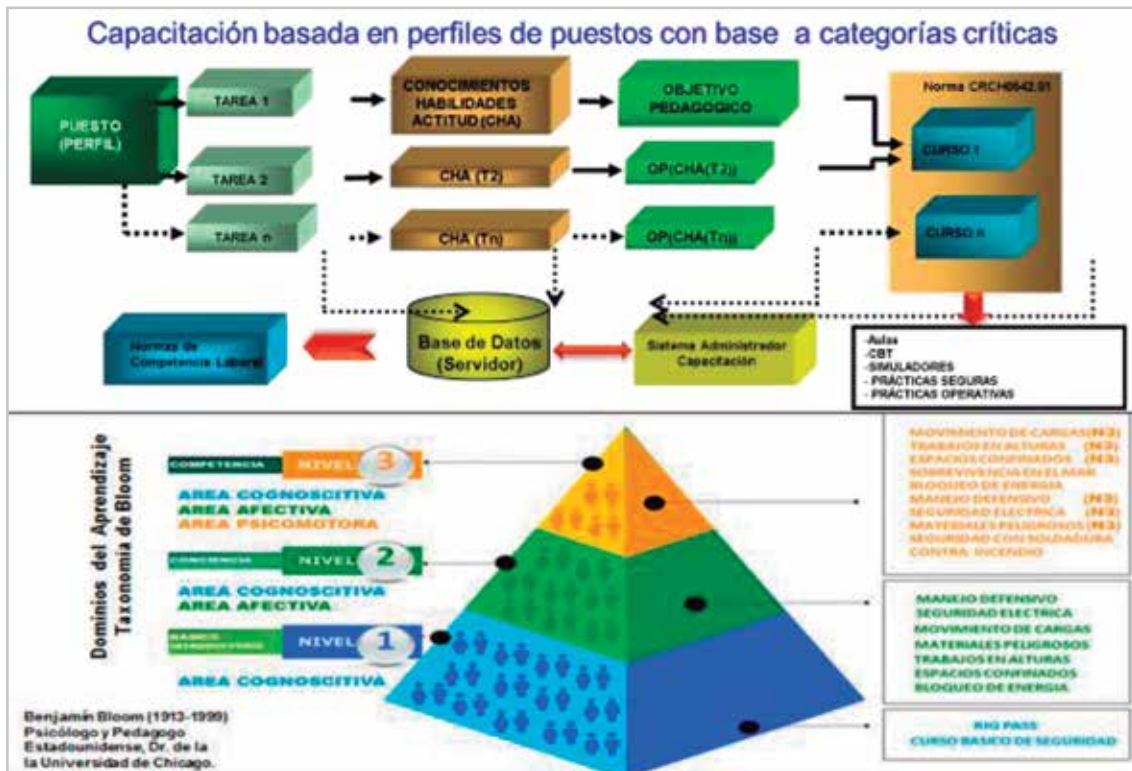 Capacitación basada en perfiles de puestos con base a categorías críticas
PUESTO
(PERFIL)
TAREA 1
CONOCIMIENTOS
HABILIDADES
ACTITUD (CHA)
OBJETIVO
PEDAGOGICO
Norma CRCH0642.01
CURSO 1
TAREA 2
CHA (T2)
OP(CHA(T2))
TAREA n
CHA (Tn)
OP(CHA(Tn))
CURSO n
Normas de
Competencia Laboral
Base de Datos
(Servidor)
Sistema Administrador
Capacitación
-Aulas
-CBT
-SIMULADORES
- PRÁCTICAS SEGURAS
- PRÁCTICAS OPERATIVAS
Dominios del Aprendizaje
Taxonomia de Bloom
COMPETENCIA NIVEL 3
AREA COGNOSCITIVA
AREA AFECTIVA
AREA PSICOMOTORA
CONCIENCIA NIVEL 2
AREA COGNOSCITIVA
AREA AFECTIVA
NIVEL 1
AREA COGNOSCITIVA
Benjamín Bloom (1913-1999)
Psicólogo y Pedagogo
Estadounidense, Dr. de la
la Universidad de Chicago.
MOVIMIENTO DE CARGAS(N3)
TRABAJOS EN ALTURAS (N3)
ESPACIOS CONFINADOS (N3)
SOBREVIVENCIA EN EL MAR
BLOQUEO DE ENERGIA
MANEJO DEFENSIVO (N3)
SEGURIDAD ELECTRICA (N3)
MATERIALES PELIGROSOS (N3)
SEGURIDAD CON SOLDADURA
CONTRA INCENDIO
MANEJO DEFENSIVO
SEGURIDAD ELECTRICA
MOVIMIENTO DE CARGAS
MATERIALES PELIGROSOS
TRABAJOS EN ALTURAS
ESPACIOS CONFINADOS
BLOQUEO DE ENERGIA
RIG PASS
CURSO BASICO DE SEGURIDAD